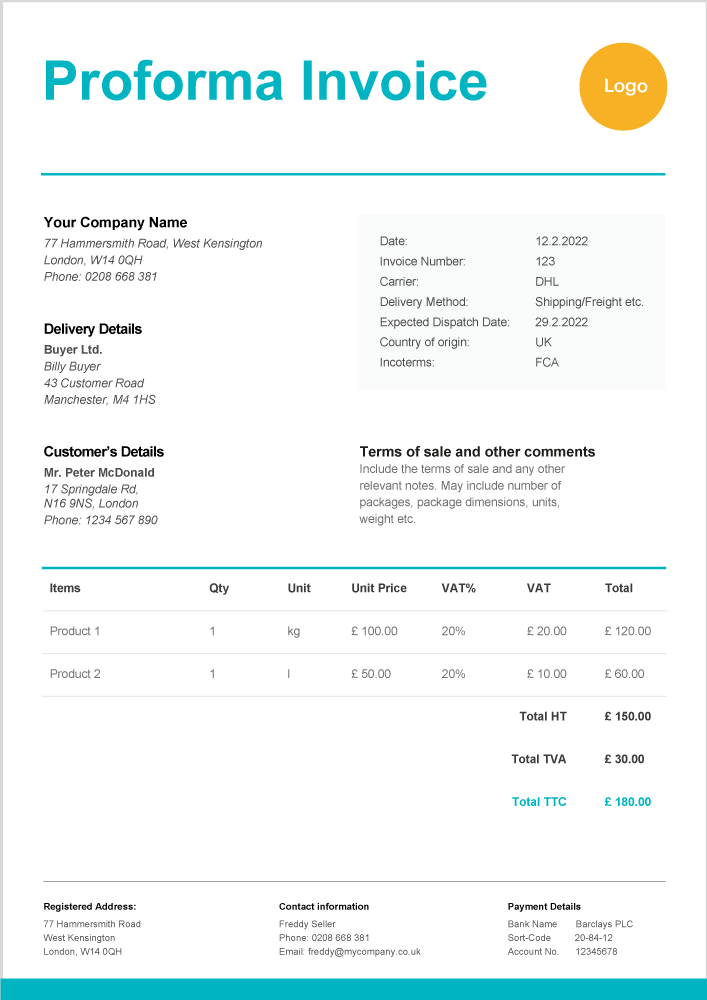 Proforma Invoice
Logo
Your Company Name
77 Hammersmith Road, West Kensington
London, W14 0QH
Phone: 0208 668 381
Date: 12.2.2022
Invoice Number: 123
Carrier: DHL
Delivery Method: Shipping/Freight etc.
Expected Dispatch Date: 29.2.2022
Country of origin: UK
Incoterms: FCA
Delivery Details
Buyer Ltd.
Billy Buyer
43 Customer Road
Manchester, M4 1HS
Customer's Details
Mr. Peter McDonald
17 Springdale Rd,
N16 9NS, London
Phone: 1234 567 890
Terms of sale and other comments
Include the terms of sale and any other
relevant notes. May include number of
packages, package dimensions, units,
weight etc.
Items Qty Unit Unit Price VAT% VAT Total
Product 1 1 kg £ 100.00 20% £ 20.00 £ 120.00
Product 2 1 l £ 50.00 20% £ 10.00 £ 60.00
Total HT £ 150.00
Total TVA £ 30.00
Total TTC £ 180.00
Registered Address:
77 Hammersmith Road
West Kensington
London, W14 0QH
Contact information
Freddy Seller
Phone: 0208 668 381
Email: freddy@mycompany.co.uk
Payment Details
Bank Name Barclays PLC
Sort-Code 20-84-12
Account No. 12345678